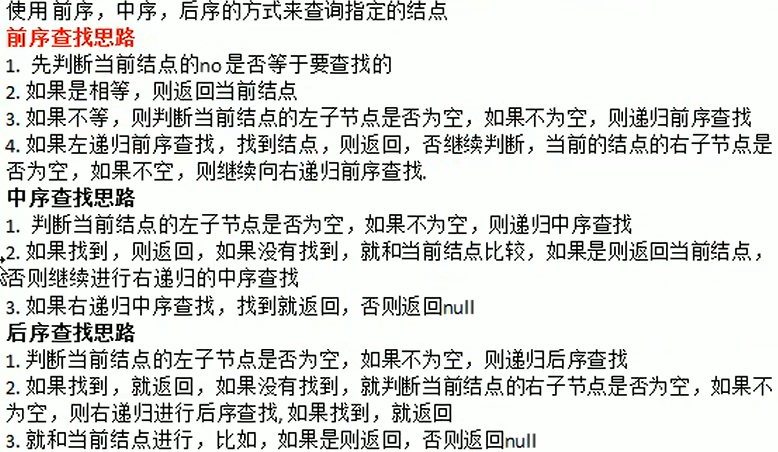 使用 前序，中序，后序的方式来查询指定的结点
前序查找思路
1. 先判断当前结点的no 是否等于要查找的
2. 如果是相等，则返回当前结点
3. 如果不等，则判断当前结点的左子节点是否为空，如果不为空，则递归前序查找
4. 如果左递归前序查找，找到结点，则返回，否继续判断，当前的结点的右子节点是
否为空，如果不空，则继续向右递归前序查找.
中序查找思路
1. 判断当前结点的左子节点是否为空，如果不为空，则递归中序查找
2. 如果找到，则返回，如果没有找到，就和当前结点比较，如果是则返回当前结点，
否则继续进行右递归的中序查找
3. 如果右递归中序查找，找到就返回，否则返回null
后序查找思路
1. 判断当前结点的左子节点是否为空，如果不为空，则递归后序查找
2. 如果找到，就返回，如果没有找到，就判断当前结点的右子节点是否为空，如果不
为空，则右递归进行后序查找, 如果找到，就返回
3. 就和当前结点进行，比如，如果是则返回，否则返回null